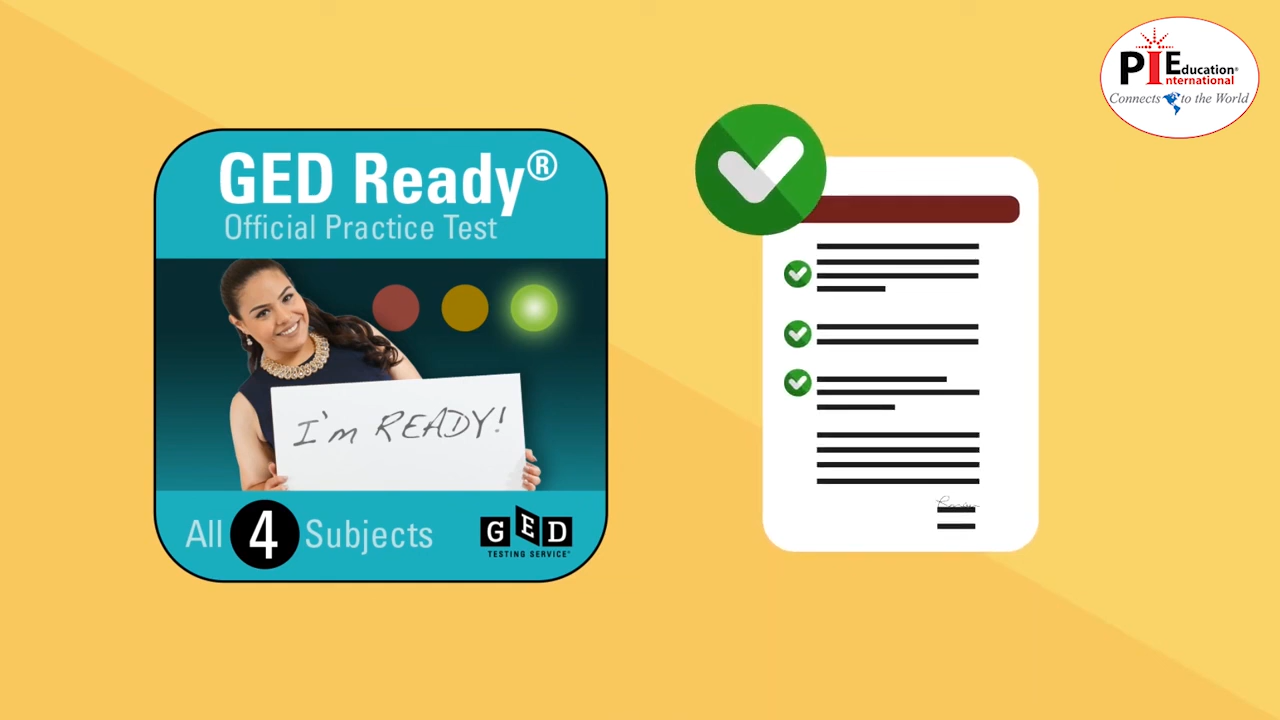 PIEducation®
International
Connects to the World
GED Ready®
Official Practice Test
I'm READY!
All 4 Subjects
GED
TESTING SERVICE®